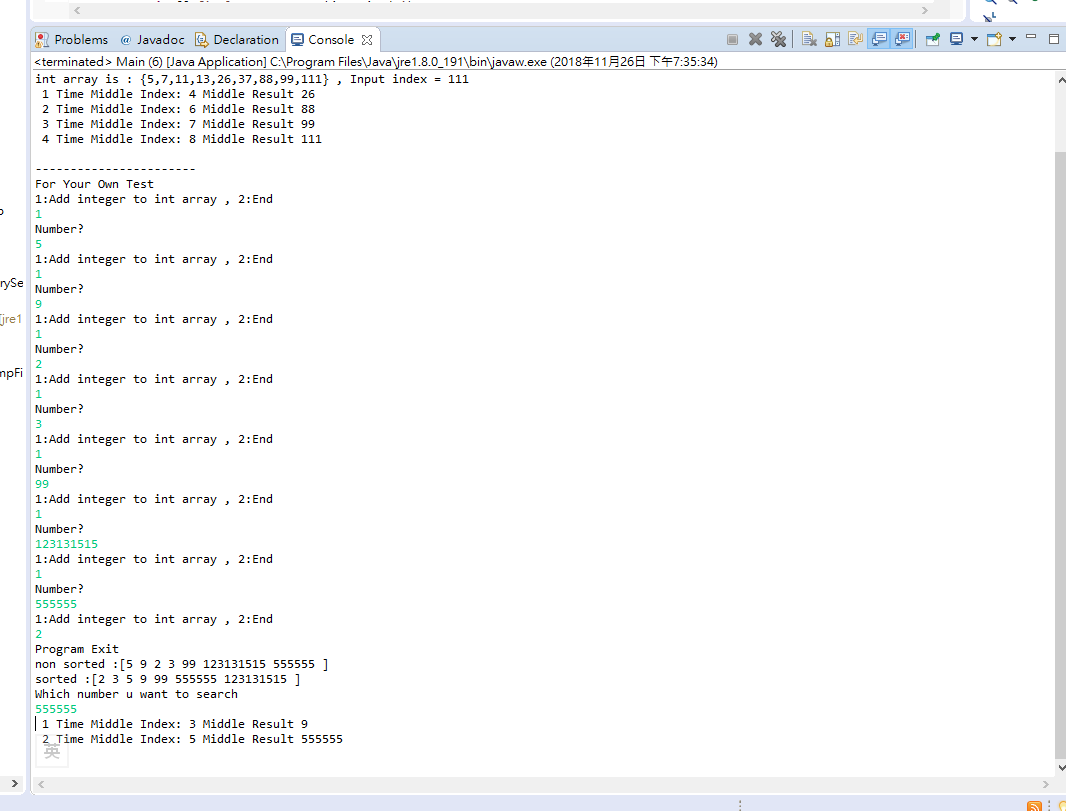 Problems @ Javadoc Declaration Console
<terminated> Main (6) [Java Application] C:\Program Files\Java\jre1.8.0_191\bin\javaw.exe (2018年11月26日 下午7:35:34)
int array is : {5,7,11,13,26,37,88,99,111} , Input index = 111
1 Time Middle Index: 4 Middle Result 26
2 Time Middle Index: 6 Middle Result 88
3 Time Middle Index: 7 Middle Result 99
4 Time Middle Index: 8 Middle Result 111
-----------------------
For Your Own Test
1:Add integer to int array , 2:End
1
Number?
5
1:Add integer to int array , 2:End
1
Number?
9
1:Add integer to int array , 2:End
1
Number?
2
1:Add integer to int array , 2:End
1
Number?
3
1:Add integer to int array , 2:End
1
Number?
99
1:Add integer to int array , 2:End
1
Number?
123131515
1:Add integer to int array , 2:End
1
Number?
555555
1:Add integer to int array , 2:End
2
Program Exit
non sorted :[5 9 2 3 99 123131515 555555 ]
sorted :[2 3 5 9 99 555555 123131515 ]
Which number u want to search
555555
1 Time Middle Index: 3 Middle Result 9
2 Time Middle Index: 5 Middle Result 555555
英
rySe
jre1
mpFi